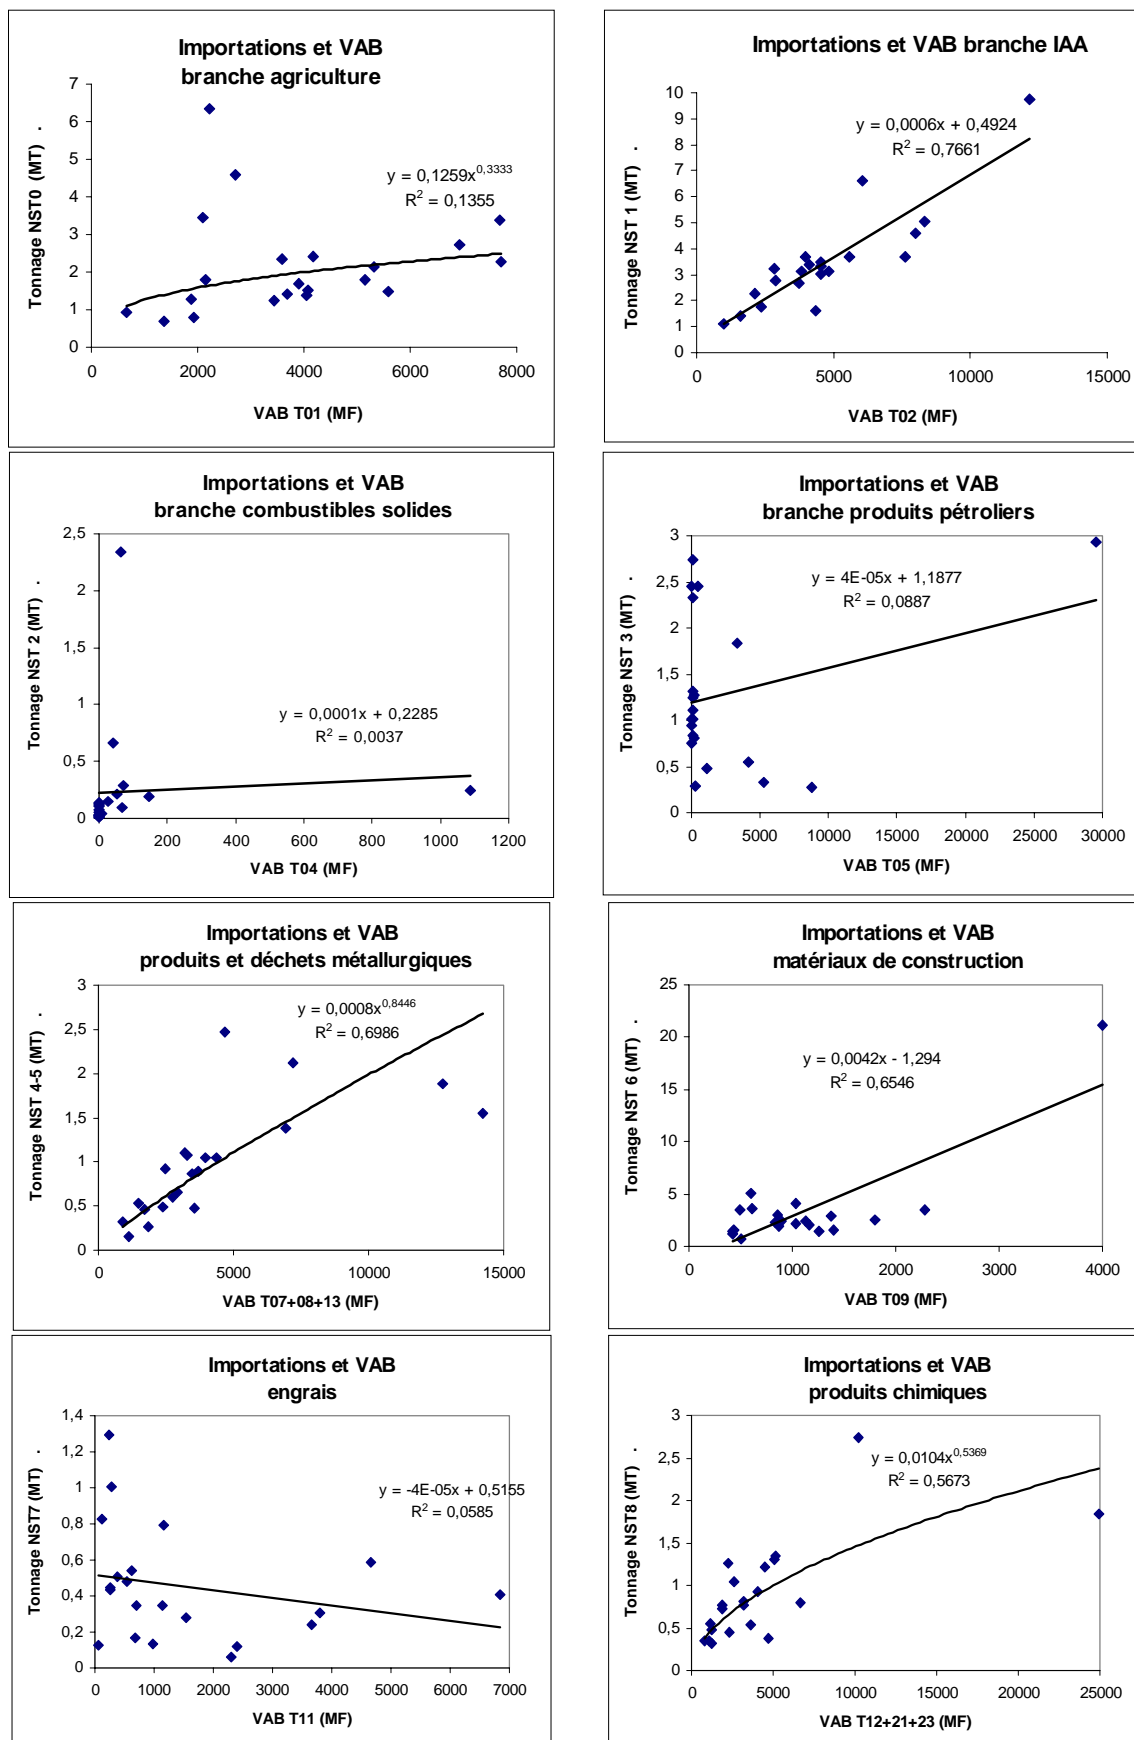 Importations et VAB
branche agriculture
7
6
5
4
3
2
1
0
Tonnage NST0 (MT) .
y = 0,1259x^0,3333
R² = 0,1355
0 2000 4000 6000 8000
VAB T01 (MF)
Importations et VAB branche IAA
10
9
8
7
6
5
4
3
2
1
0
Tonnage NST 1 (MT) .
y = 0,0006x + 0,4924
R² = 0,7661
0 5000 10000 15000
VAB T02 (MF)
Importations et VAB
branche combustibles solides
2,5
2
1,5
1
0,5
0
Tonnage NST 2 (MT) .
y = 0,0001x + 0,2285
R² = 0,0037
0 200 400 600 800 1000 1200
VAB T04 (MF)
Importations et VAB
branche produits pétroliers
3
2,5
2
1,5
1
0,5
0
Tonnage NST 3 (MT) .
y = 4E-05x + 1,1877
R² = 0,0887
0 5000 10000 15000 20000 25000 30000
VAB T05 (MF)
Importations et VAB
produits et déchets métallurgiques
3
2,5
2
1,5
1
0,5
0
Tonnage NST 4-5 (MT) .
y = 0,0008x^0,8446
R² = 0,6986
0 5000 10000 15000
VAB T07+08+13 (MF)
Importations et VAB
matériaux de construction
25
20
15
10
5
0
Tonnage NST 6 (MT) .
y = 0,0042x - 1,294
R² = 0,6546
0 1000 2000 3000 4000
VAB T09 (MF)
Importations et VAB
engrais
1,4
1,2
1
0,8
0,6
0,4
0,2
0
Tonnage NST7 (MT) .
y = -4E-05x + 0,5155
R² = 0,0585
0 1000 2000 3000 4000 5000 6000 7000
VAB T11 (MF)
Importations et VAB
produits chimiques
3
2,5
2
1,5
1
0,5
0
Tonnage NST8 (MT) .
y = 0,0104x^0,5369
R² = 0,5673
0 5000 10000 15000 20000 25000
VAB T12+21+23 (MF)